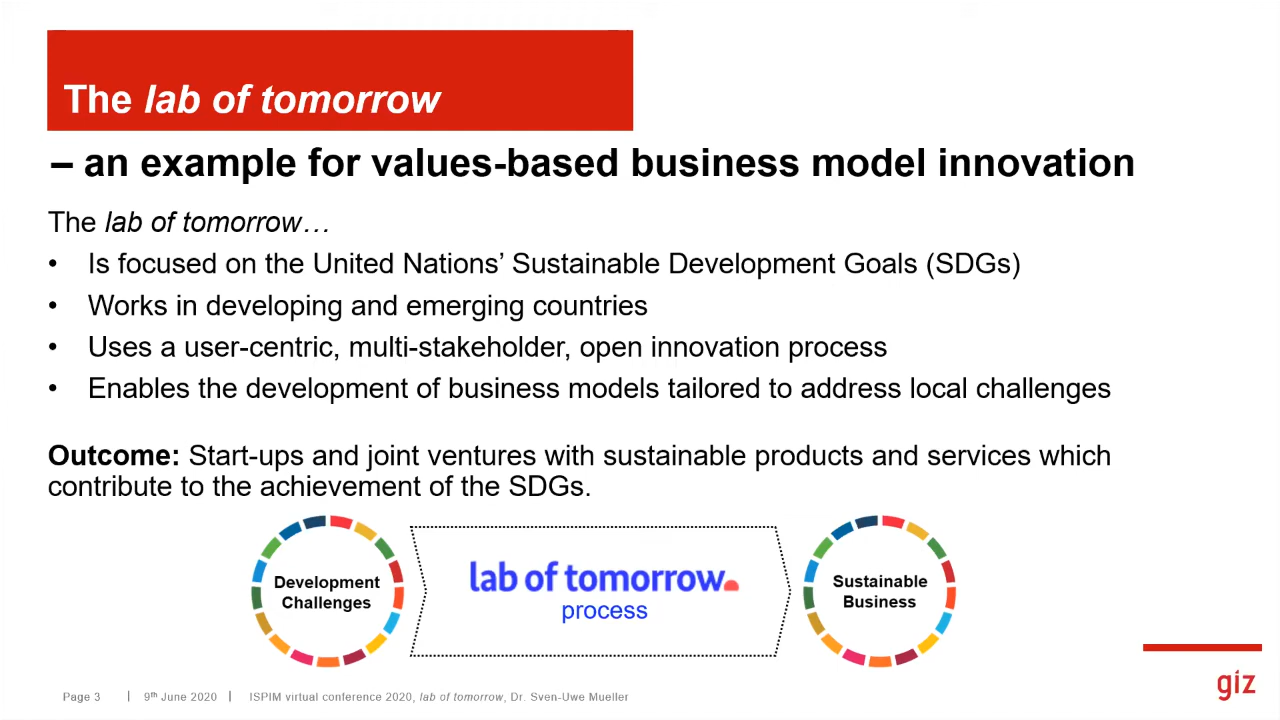 The lab of tomorrow
– an example for values-based business model innovation
The lab of tomorrow…
• Is focused on the United Nations’ Sustainable Development Goals (SDGs)
• Works in developing and emerging countries
• Uses a user-centric, multi-stakeholder, open innovation process
• Enables the development of business models tailored to address local challenges
Outcome: Start-ups and joint ventures with sustainable products and services which
contribute to the achievement of the SDGs.
Development
Challenges
lab of tomorrow.
process
Sustainable
Business
Page 3 | 9th June 2020 | ISPIM virtual conference 2020, lab of tomorrow, Dr. Sven-Uwe Mueller
giz